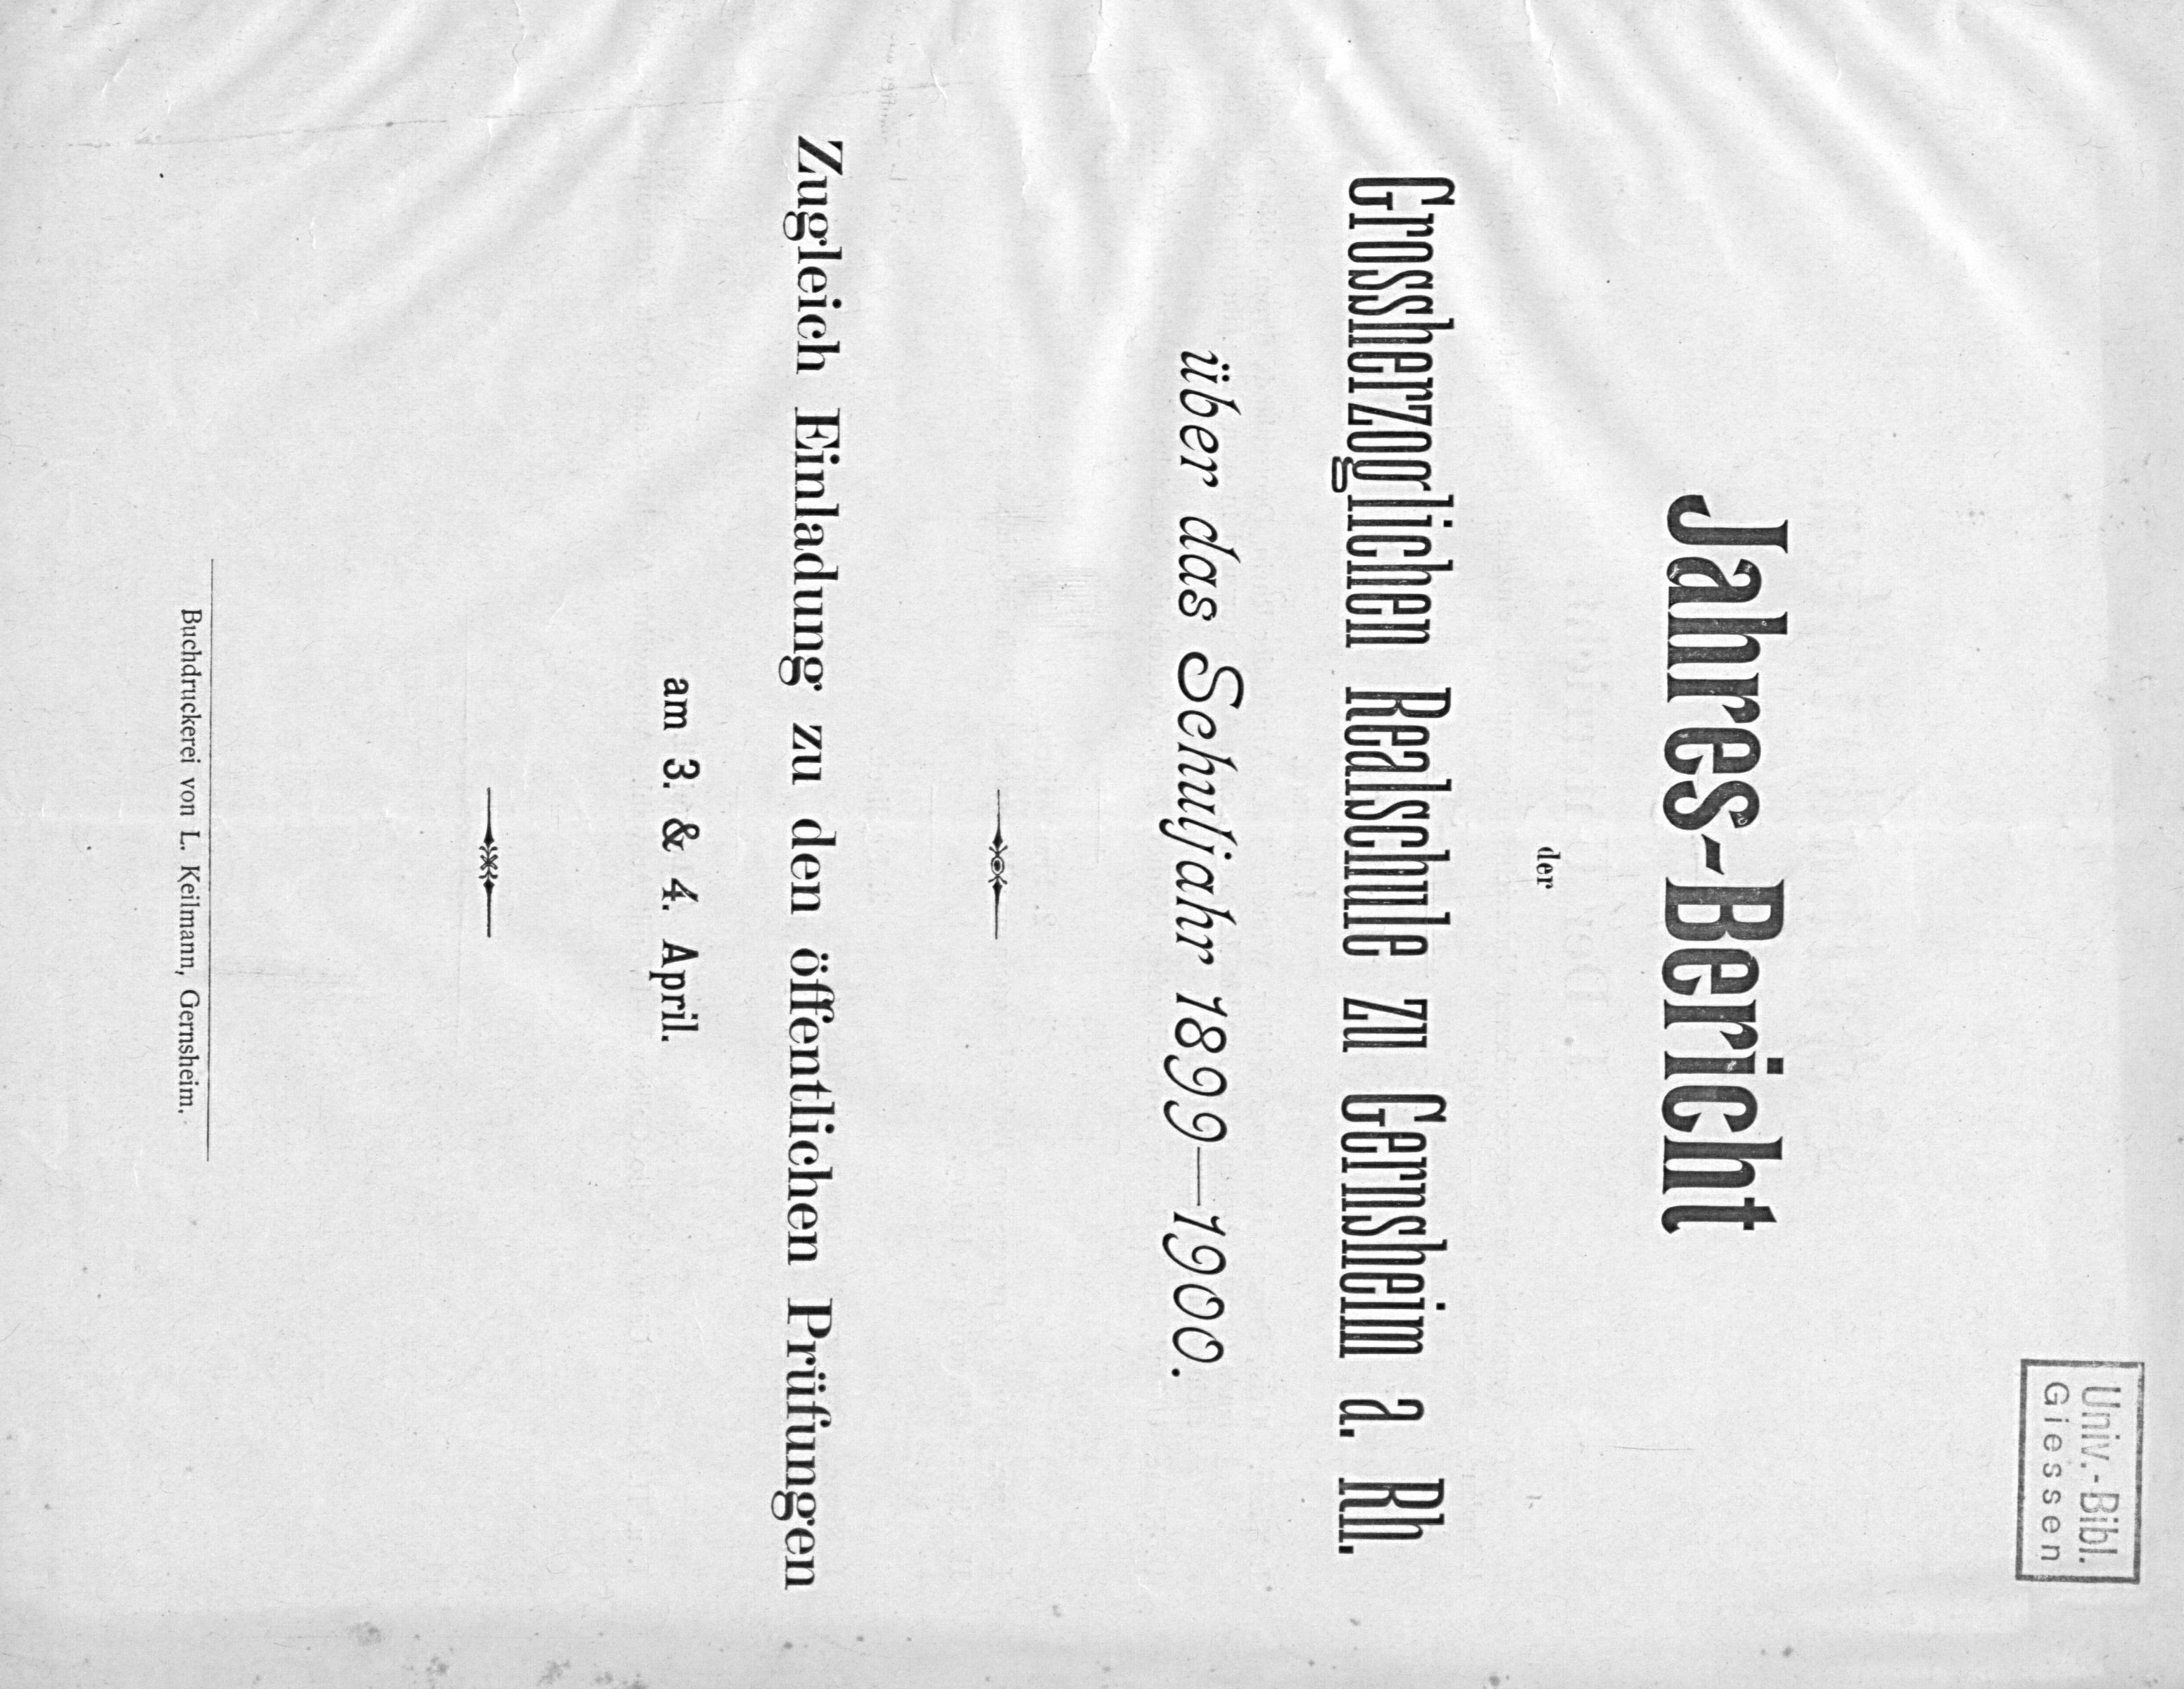 Univ.-Bibl.
Giessen
Jahres-Bericht
der
Grossherzoglichen Realschule zu Gernsheim a. Rh.
über das Schuljahr 1899—1900.
Zugleich Einladung zu den öffentlichen Prüfungen
am 3. & 4. April.
Buchdruckerei von L. Keilmann, Gernsheim.